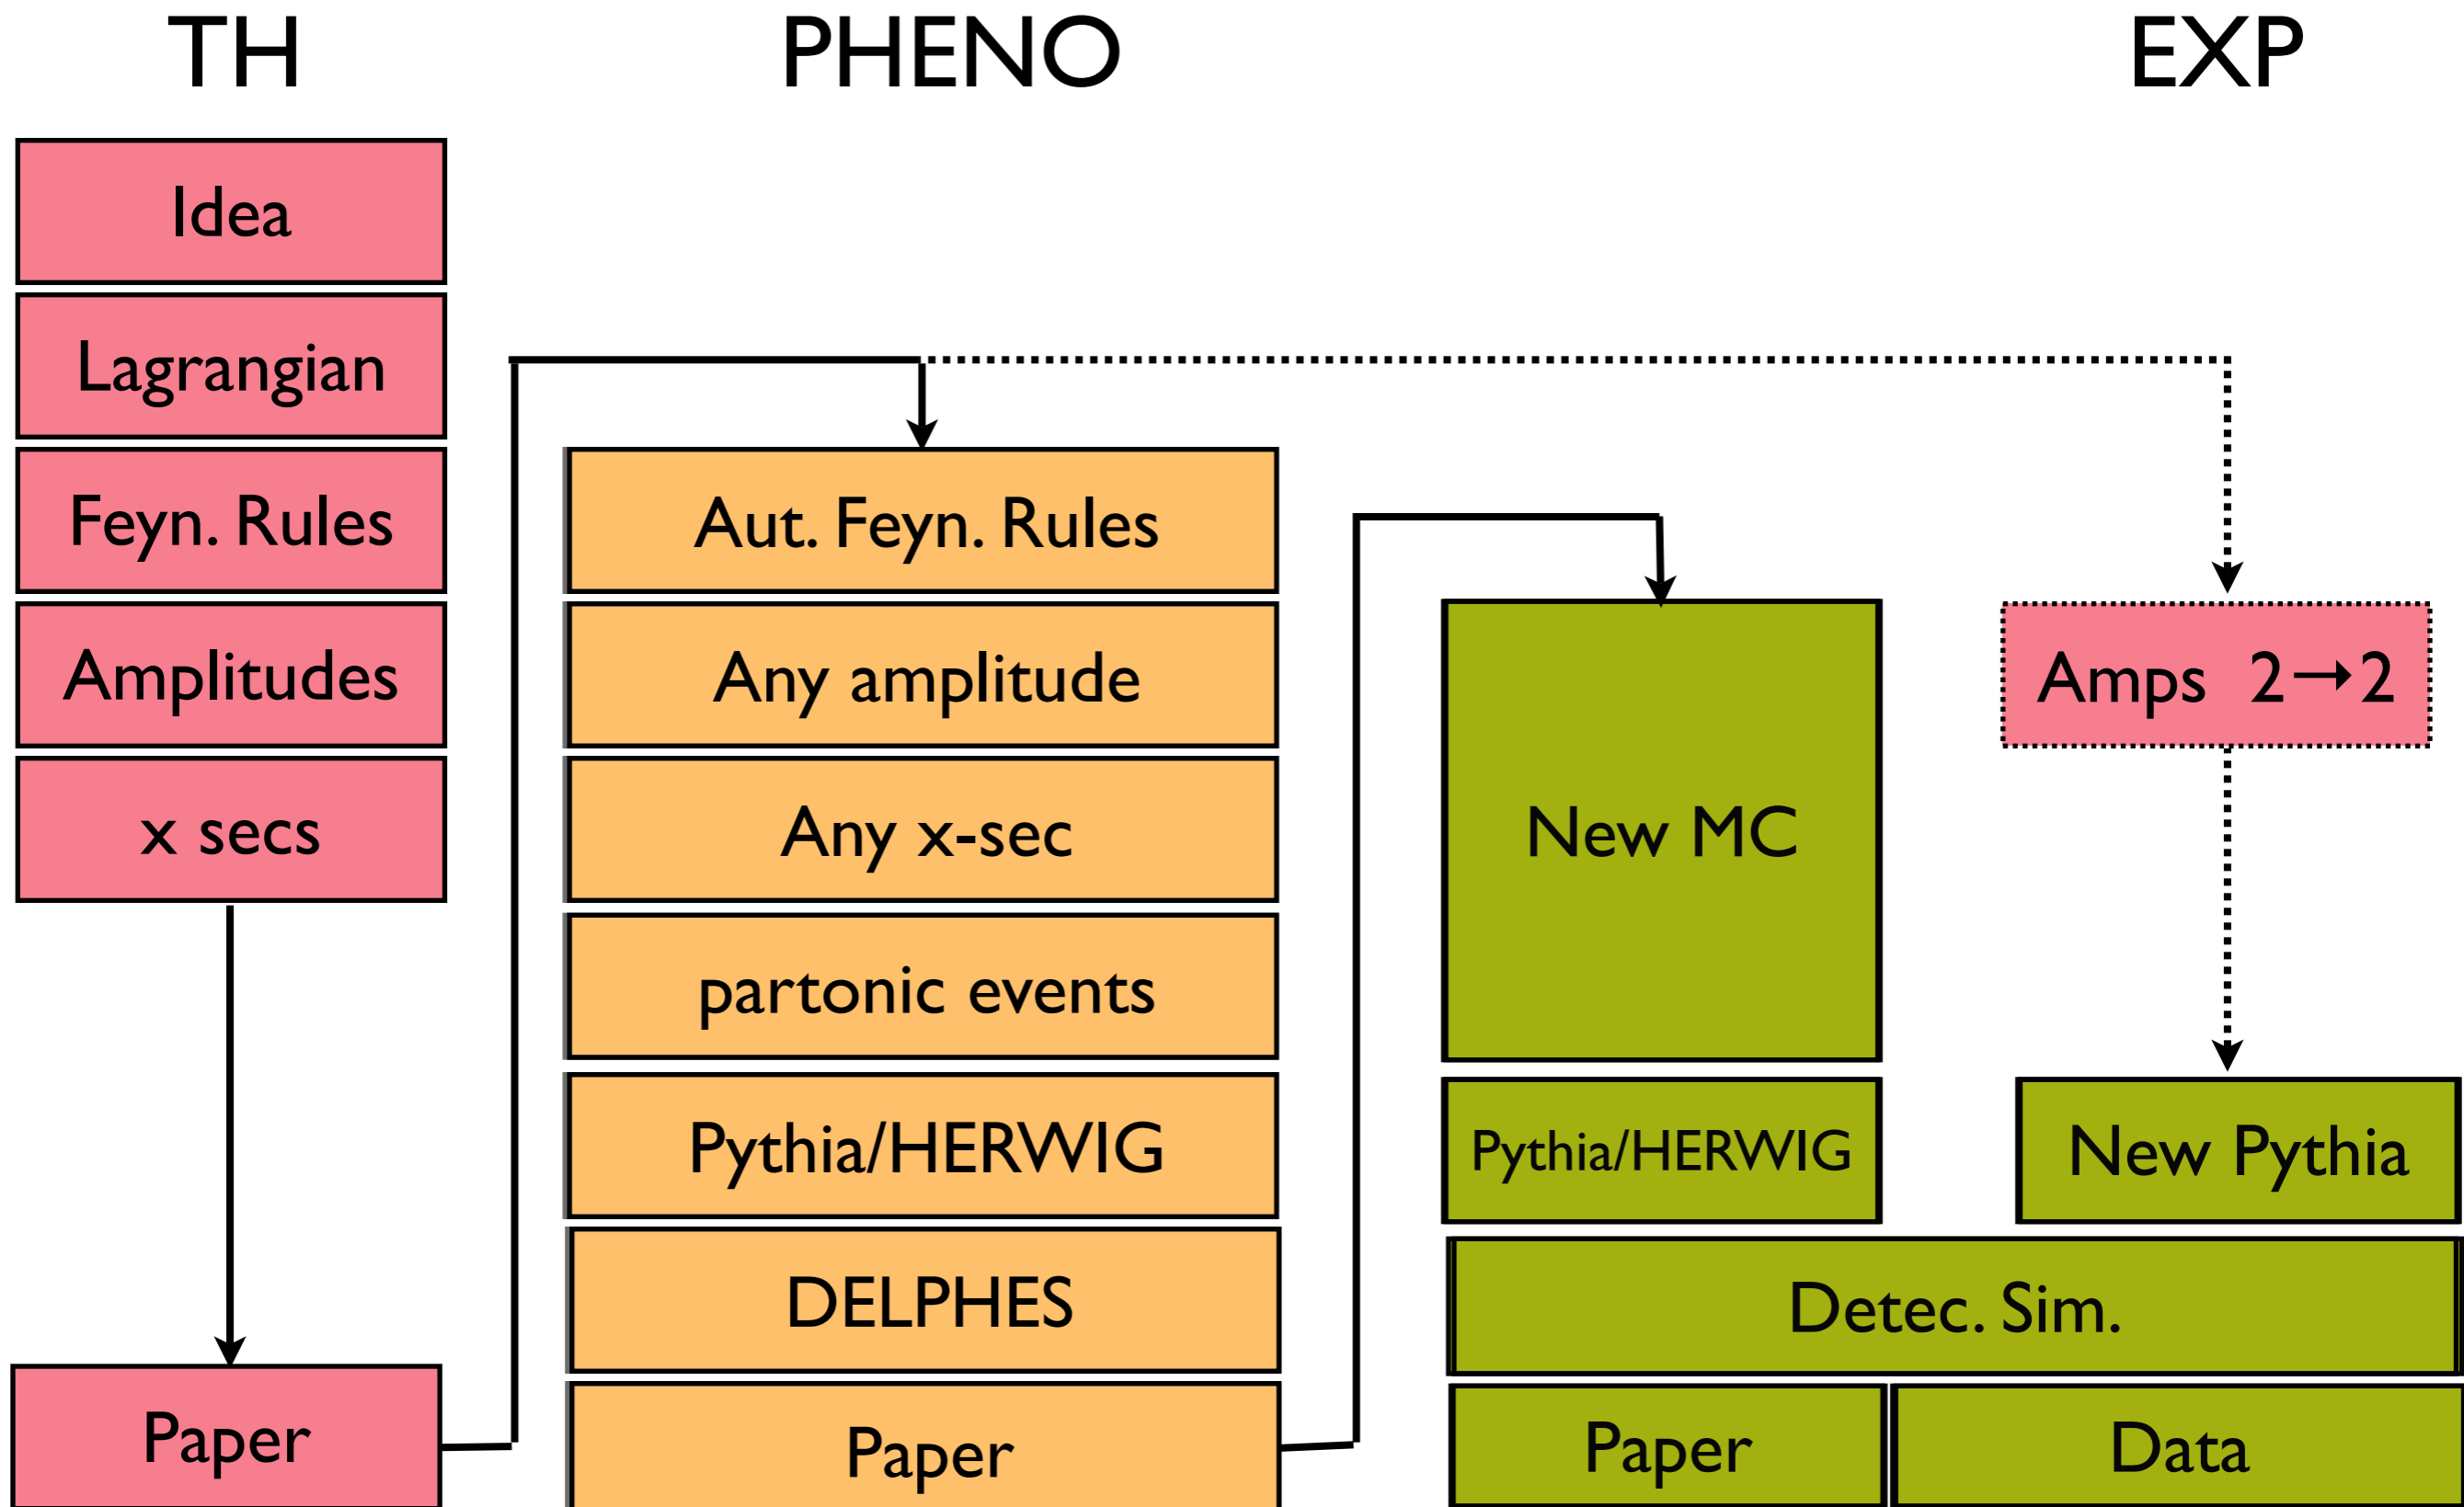 TH
PHENO
EXP
Idea
Lagrangian
Feyn. Rules
Amplitudes
x secs
Paper
Aut. Feyn. Rules
Any amplitude
Any x-sec
partonic events
Pythia/HERWIG
DELPHES
Paper
New MC
Pythia/HERWIG
Amps 2→2
New Pythia
Detec. Sim.
Paper
Data